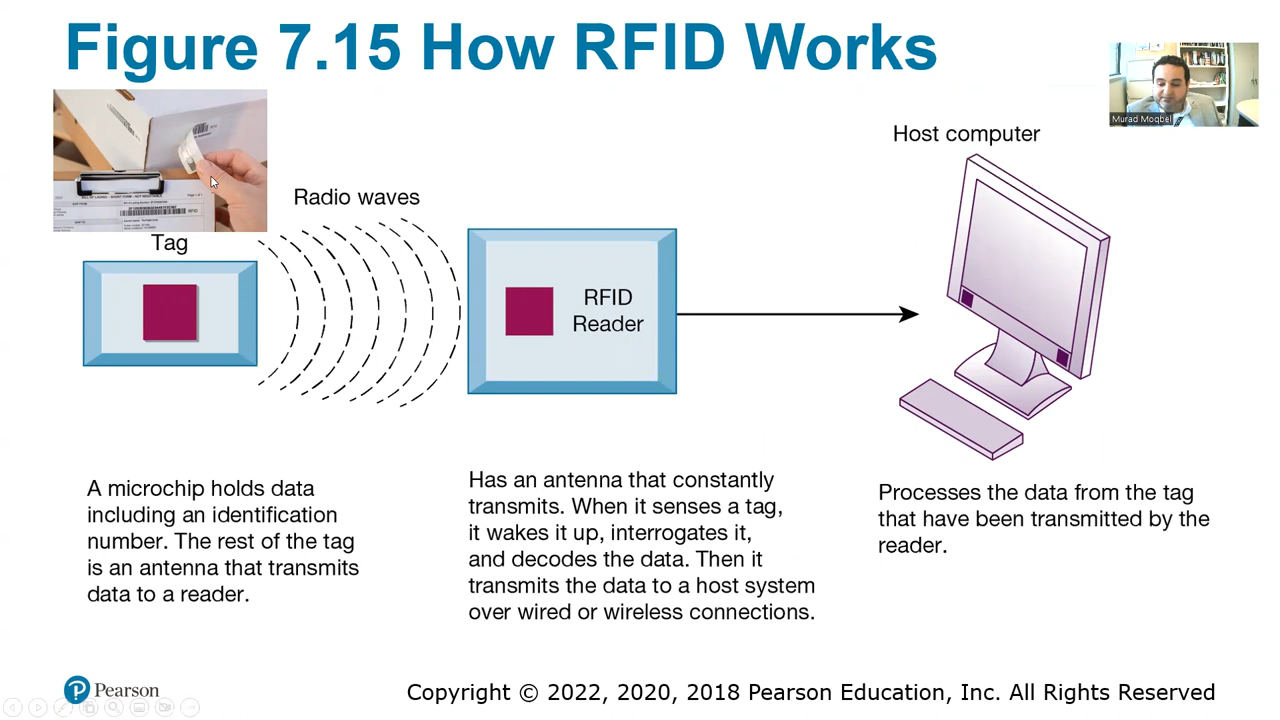 Figure 7.15 How RFID Works
Murad Moqbel
Host computer
Radio waves
RFID
Tag
RFID
Reader
A microchip holds data
including an identification
number. The rest of the tag
is an antenna that transmits
data to a reader.
Has an antenna that constantly
transmits. When it senses a tag,
it wakes it up, interrogates it,
and decodes the data. Then it
transmits the data to a host system
over wired or wireless connections.
Processes the data from the tag
that have been transmitted by the
reader.
Pearson
Copyright © 2022, 2020, 2018 Pearson Education, Inc. All Rights Reserved